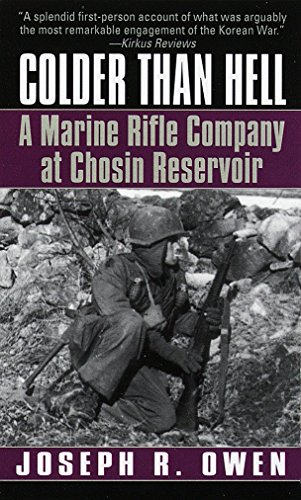 "A splendid first-person account of what was arguably
the most remarkable engagement of the Korean War."
—Kirkus Reviews
COLDER THAN HELL
A Marine Rifle Company
at Chosin Reservoir
JOSEPH R. OWEN